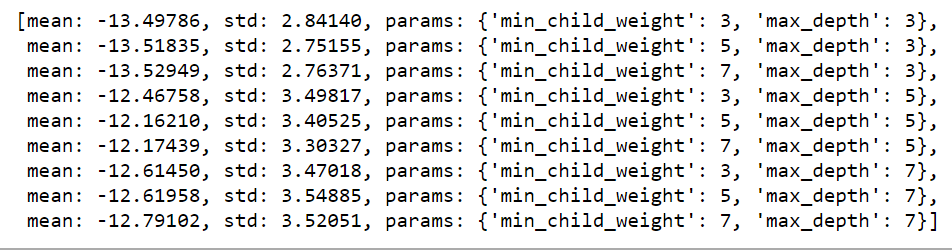 [mean: -13.49786, std: 2.84140, params: {'min_child_weight': 3, 'max_depth': 3},
mean: -13.51835, std: 2.75155, params: {'min_child_weight': 5, 'max_depth': 3},
mean: -13.52949, std: 2.76371, params: {'min_child_weight': 7, 'max_depth': 3},
mean: -12.46758, std: 3.49817, params: {'min_child_weight': 3, 'max_depth': 5},
mean: -12.16210, std: 3.40525, params: {'min_child_weight': 5, 'max_depth': 5},
mean: -12.17439, std: 3.30327, params: {'min_child_weight': 7, 'max_depth': 5},
mean: -12.61450, std: 3.47018, params: {'min_child_weight': 3, 'max_depth': 7},
mean: -12.61958, std: 3.54885, params: {'min_child_weight': 5, 'max_depth': 7},
mean: -12.79102, std: 3.52051, params: {'min_child_weight': 7, 'max_depth': 7}]